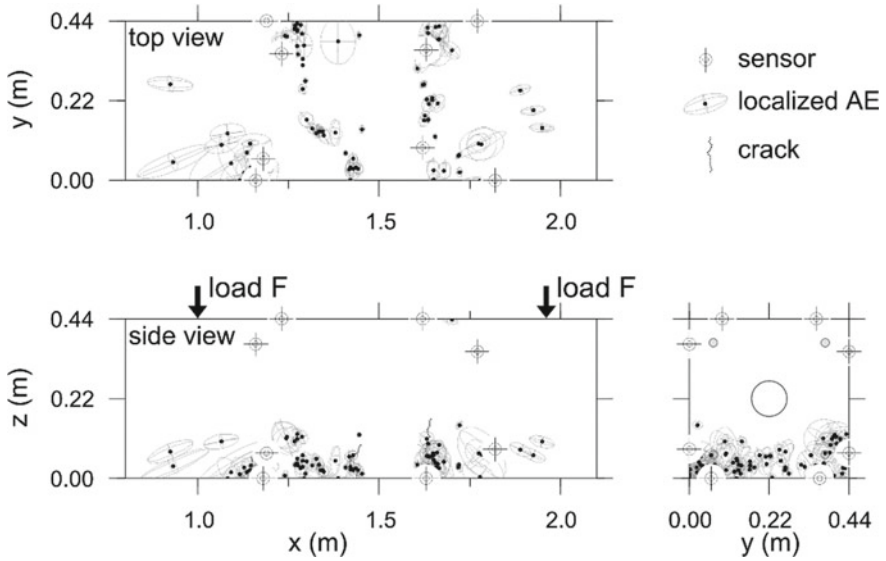 0.44
top view
y (m)
0.22
0.00
1.0 1.5 2.0
sensor
localized AE
crack
load F load F
0.44
side view
z (m)
0.22
0.00
1.0 1.5 2.0
x (m)
0.00 0.22 0.44
y (m)